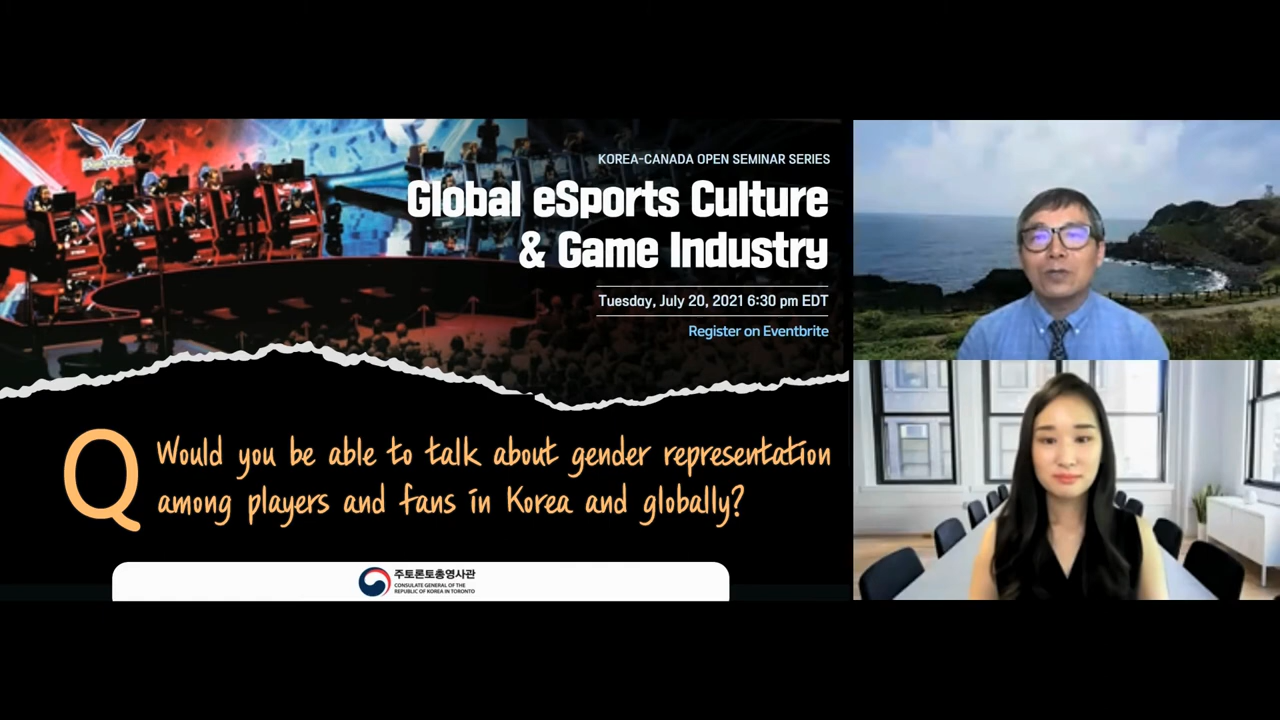 KOREA-CANADA OPEN SEMINAR SERIES
Global eSports Culture
& Game Industry
Tuesday, July 20, 2021 6:30 pm EDT
Register on Eventbrite
Q Would you be able to talk about gender representation
among players and fans in Korea and globally?
주토론토총영사관
CONSULATE GENERAL OF THE
REPUBLIC OF KOREA IN TORONTO